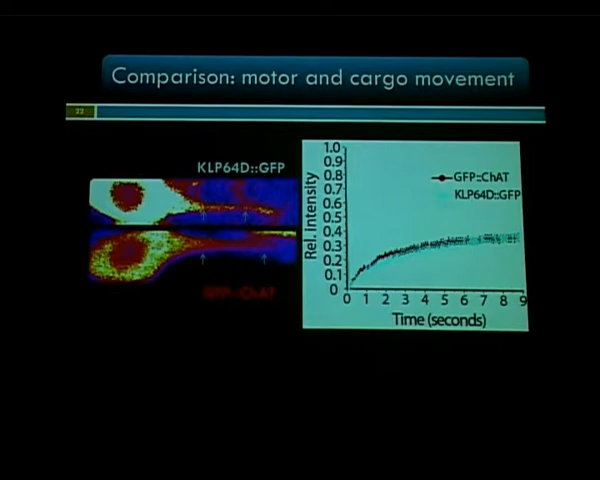 Comparison: motor and cargo movement
22
KLP64D::GFP
GFP::ChAT
Rel. Intensity
1.0
0.9
0.8
0.7
0.6
0.5
0.4
0.3
0.2
0.1
0
GFP::ChAT
KLP64D::GFP
0 1 2 3 4 5 6 7 8 9
Time (seconds)